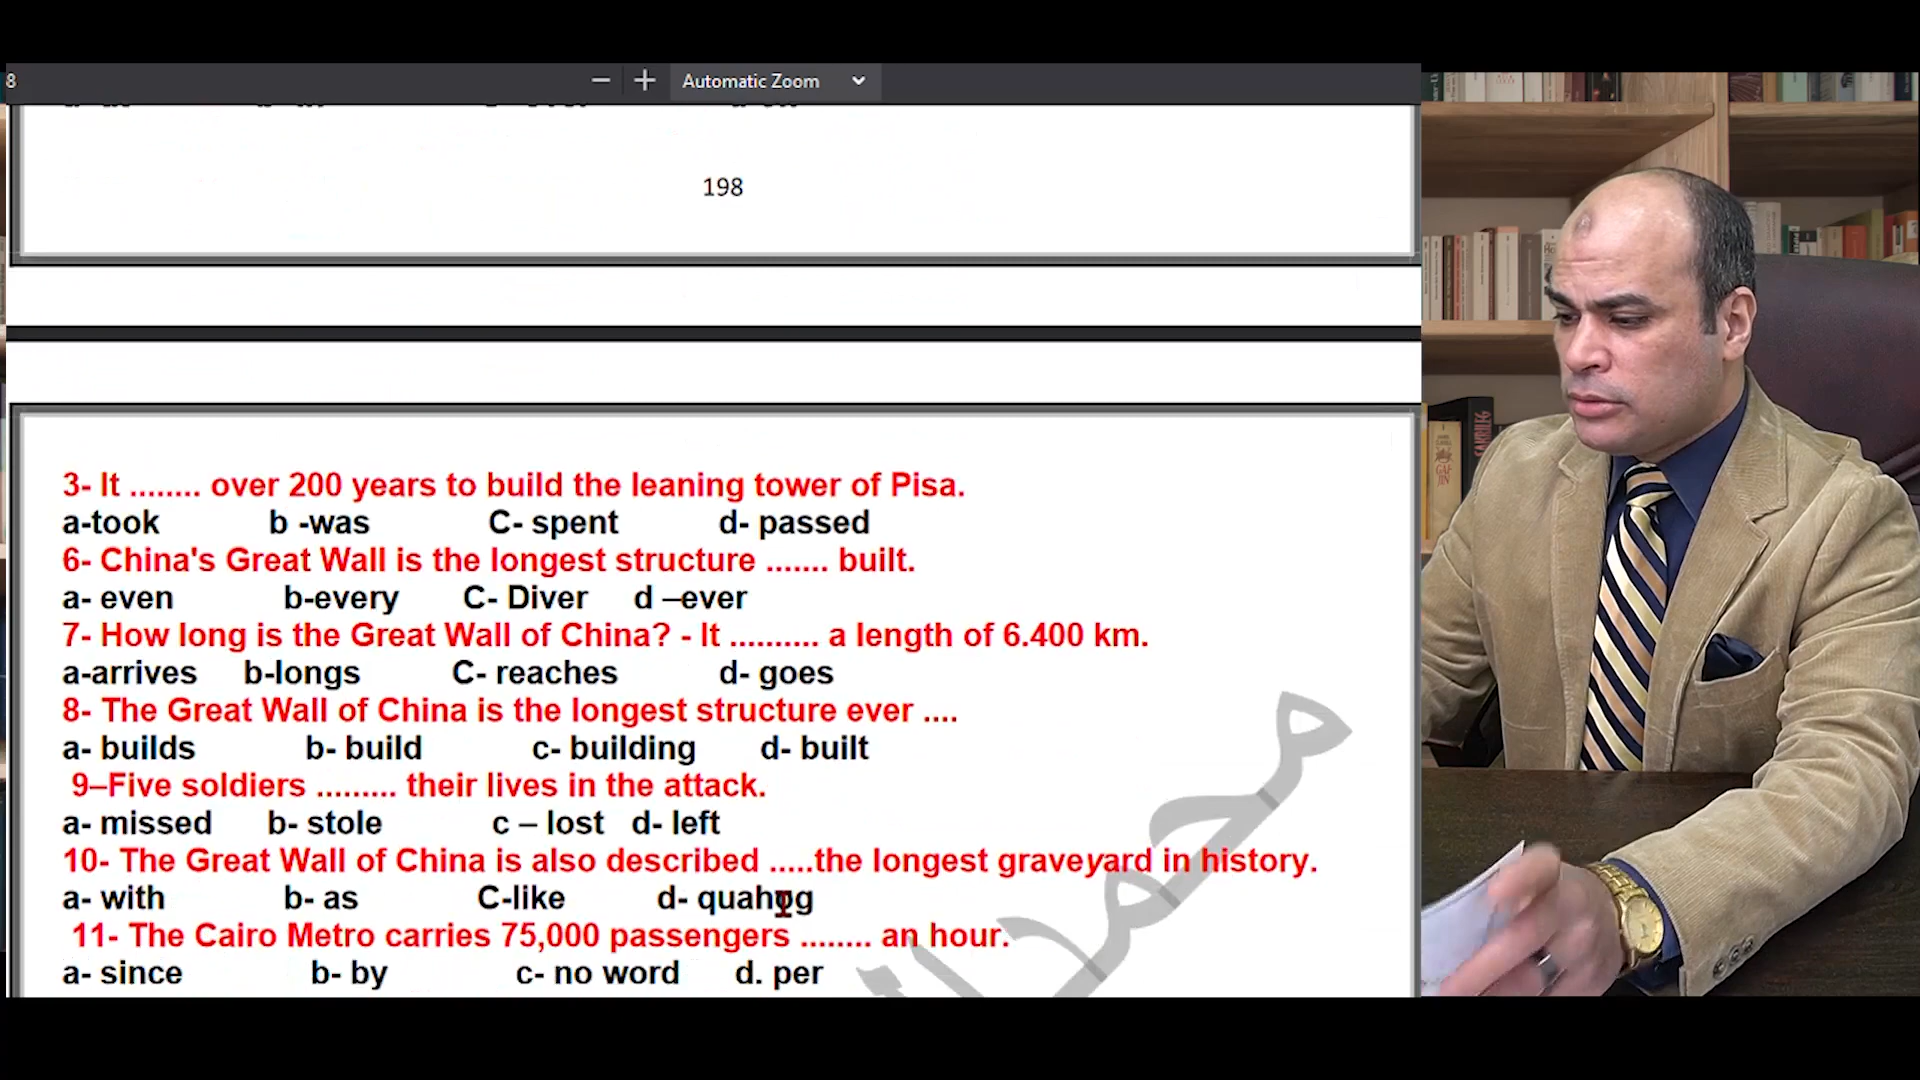 8
Automatic Zoom
198
3- It ........ over 200 years to build the leaning tower of Pisa.
a-took b -was C- spent d- passed
6- China's Great Wall is the longest structure ....... built.
a- even b-every C- Diver d –ever
7- How long is the Great Wall of China? - It .......... a length of 6.400 km.
a-arrives b-longs C- reaches d- goes
8- The Great Wall of China is the longest structure ever ....
a- builds b- build c- building d- built
9–Five soldiers ......... their lives in the attack.
a- missed b- stole c – lost d- left
10- The Great Wall of China is also described .....the longest graveyard in history.
a- with b- as C-like d-
11- The Cairo Metro carries 75,000 passengers ........ an hour.
a- since b- by c- no word d. per
محمد